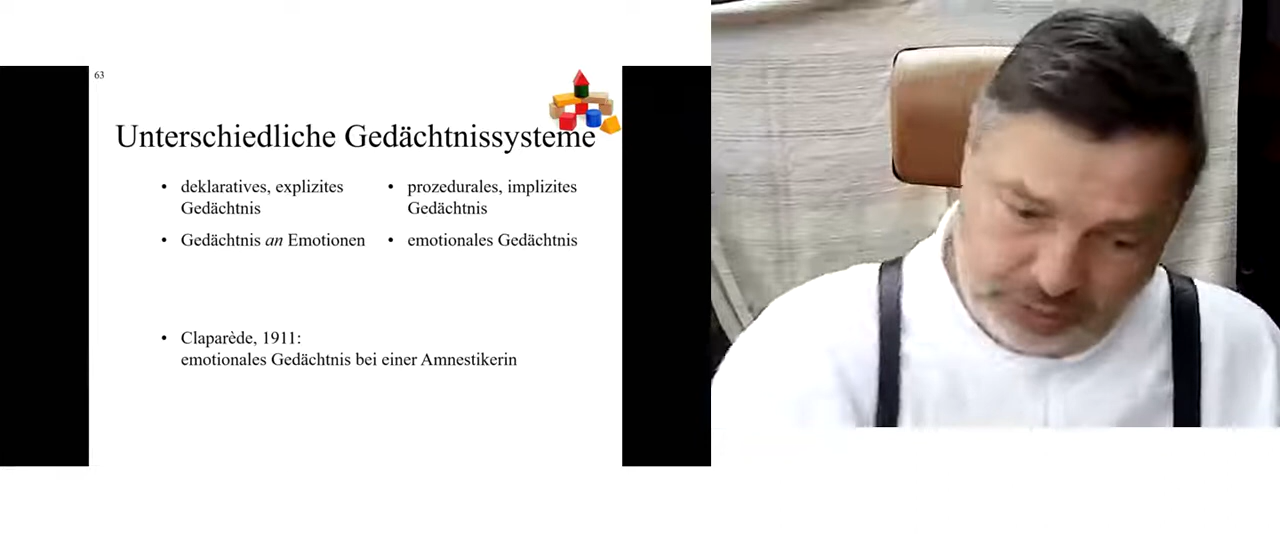 63
Unterschiedliche Gedächtnissysteme
• deklaratives, explizites
Gedächtnis
• Gedächtnis an Emotionen
• prozedurales, implizites
Gedächtnis
• emotionales Gedächtnis
• Claparède, 1911:
emotionales Gedächtnis bei einer Amnestikerin